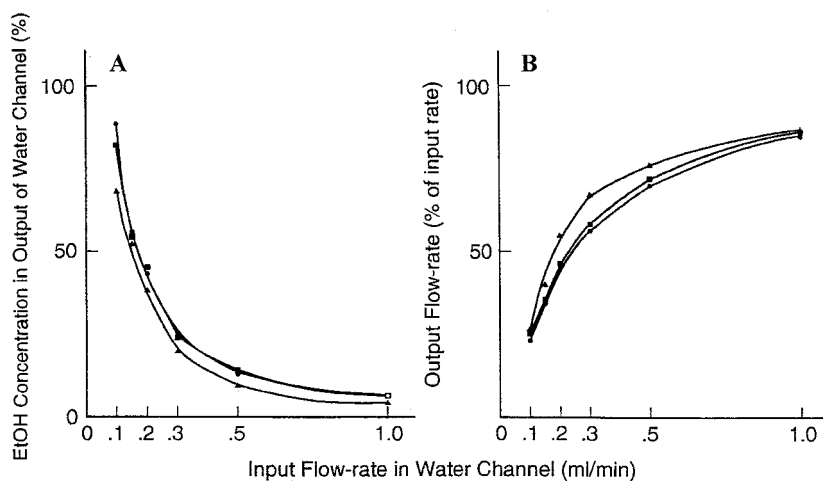 EtOH Concentration in Output of Water Channel (%)
A
100
50
0
0 .1 .2 .3 .5 1.0
Output Flow-rate (% of input rate)
B
100
50
0 .1 .2 .3 .5 1.0
Input Flow-rate in Water Channel (ml/min)